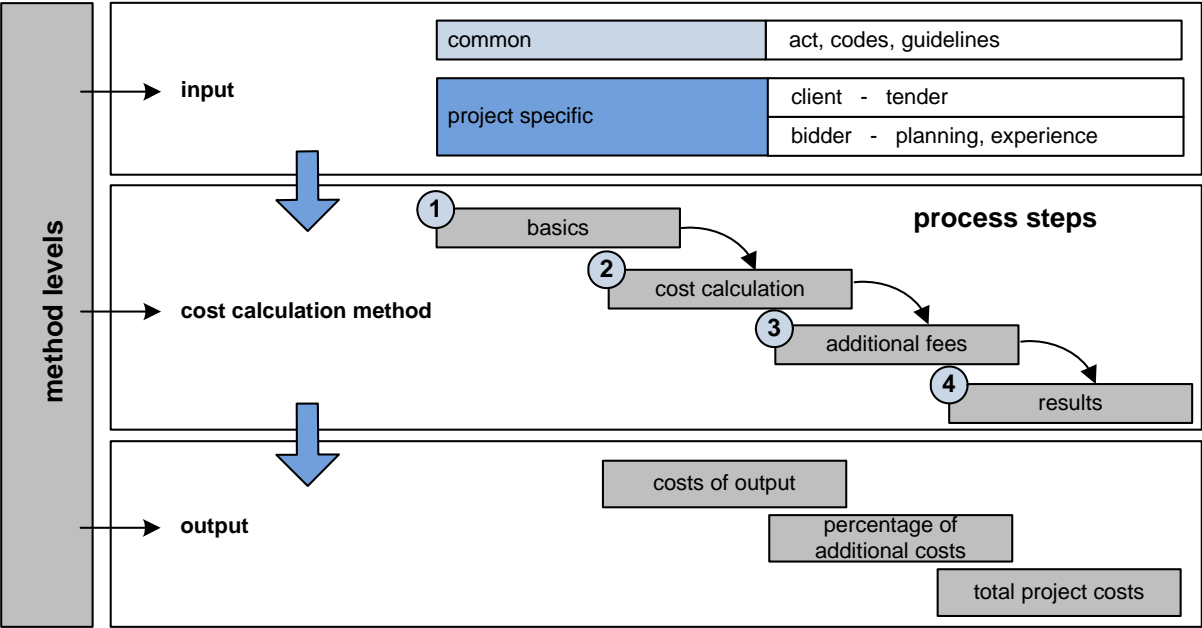 method levels
common
act, codes, guidelines
input
project specific
client - tender
bidder - planning, experience
process steps
1
basics
2
cost calculation
cost calculation method
3
additional fees
4
results
costs of output
output
percentage of
additional costs
total project costs